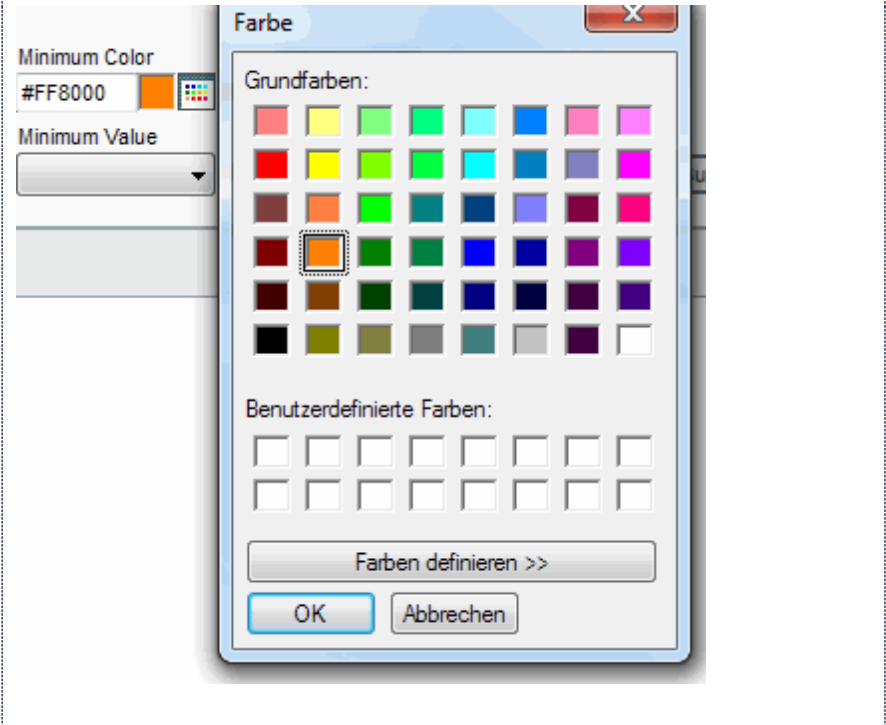 Farbe
Minimum Color
#FF8000
Minimum Value
Grundfarben:
Benutzerdefinierte Farben:
Farben definieren >>
OK
Abbrechen